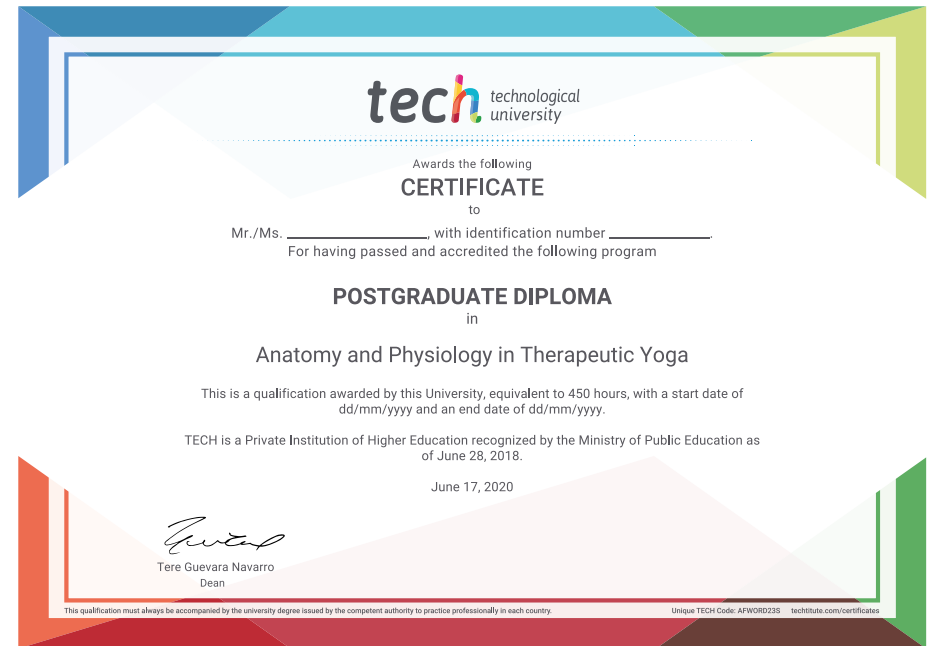 tech technological
university
Awards the following
CERTIFICATE
to
Mr./Ms. ____________, with identification number ____________.
For having passed and accredited the following program
POSTGRADUATE DIPLOMA
in
Anatomy and Physiology in Therapeutic Yoga
This is a qualification awarded by this University, equivalent to 450 hours, with a start date of
dd/mm/yyyy and an end date of dd/mm/yyyy.
TECH is a Private Institution of Higher Education recognized by the Ministry of Public Education as
of June 28, 2018.
June 17, 2020
Tere Guevara Navarro
Dean
This qualification must always be accompanied by the university degree issued by the competent authority to practice professionally in each country.
Unique TECH Code: AFWORD23S techtitute.com/certificates